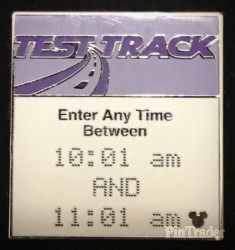 TEST TRACK
Enter Any Time
Between
10:01 am
AND
11:01 am
PinTrader